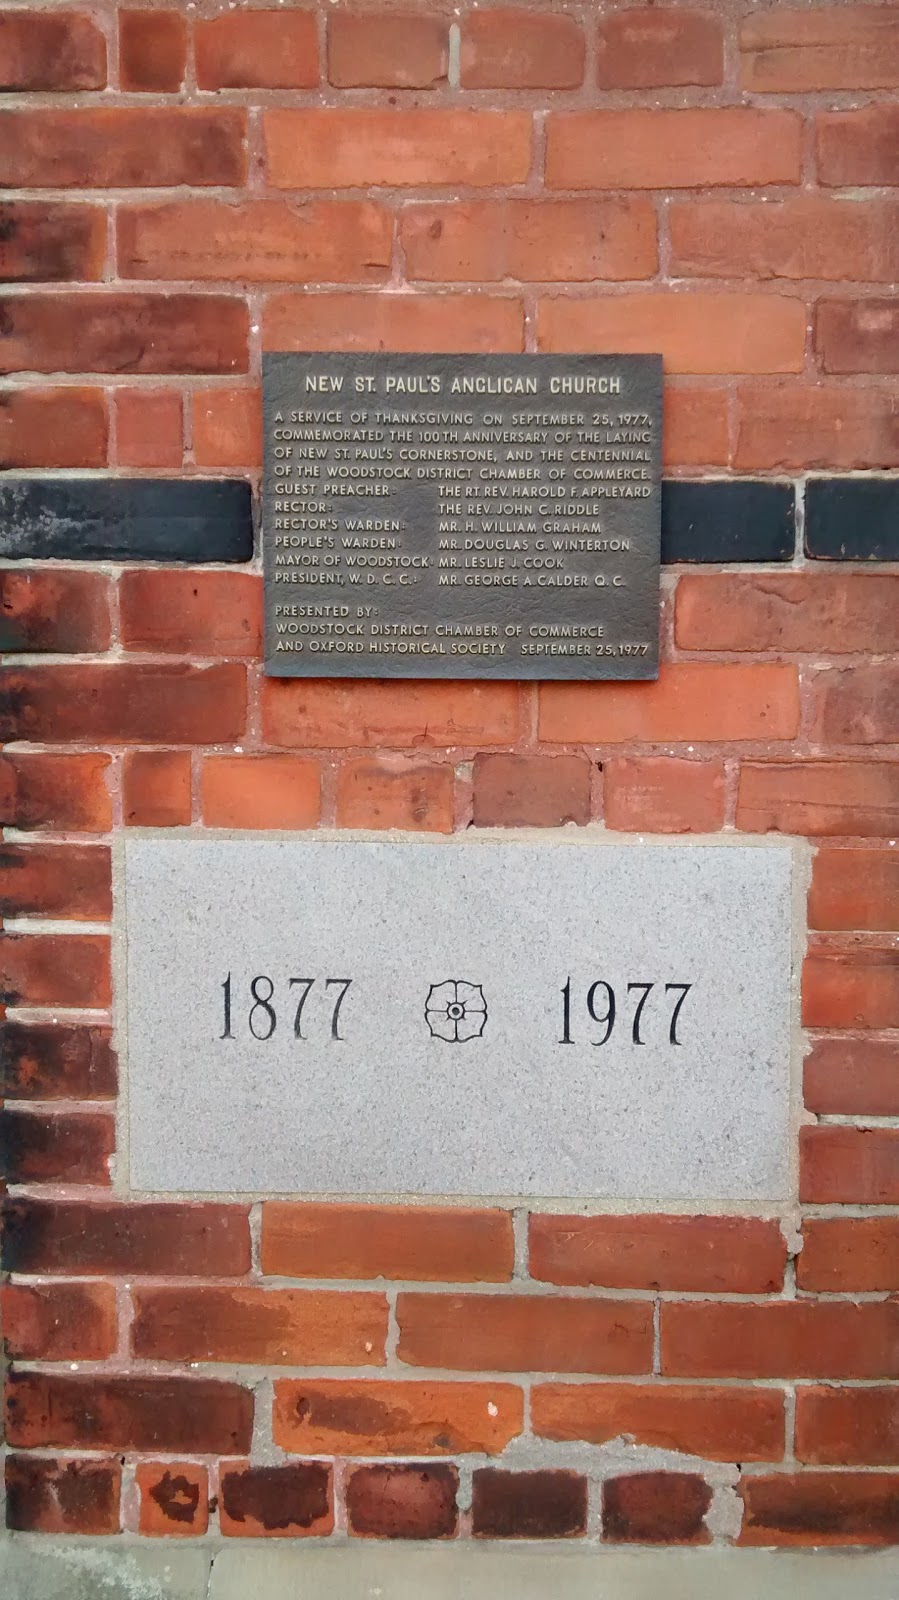 NEW ST. PAUL'S ANGLICAN CHURCH
A SERVICE OF THANKSGIVING ON SEPTEMBER 25, 1977,
COMMEMORATED THE 100TH ANNIVERSARY OF THE LAYING
OF NEW ST. PAUL'S CORNERSTONE, AND THE CENTENNIAL
OF THE WOODSTOCK DISTRICT CHAMBER OF COMMERCE.
GUEST PREACHER: THE RT. REV. HAROLD F. APPLEYARD
RECTOR: THE REV. JOHN C. RIDDLE
RECTOR'S WARDEN: MR. H. WILLIAM GRAHAM
PEOPLE'S WARDEN: MR. DOUGLAS G. WINTERTON
MAYOR OF WOODSTOCK: MR. LESLIE J. COOK
PRESIDENT, W. D. C. C.: MR. GEORGE A. CALDER Q. C.
PRESENTED BY:
WOODSTOCK DISTRICT CHAMBER OF COMMERCE
AND OXFORD HISTORICAL SOCIETY SEPTEMBER 25, 1977
1877 1977